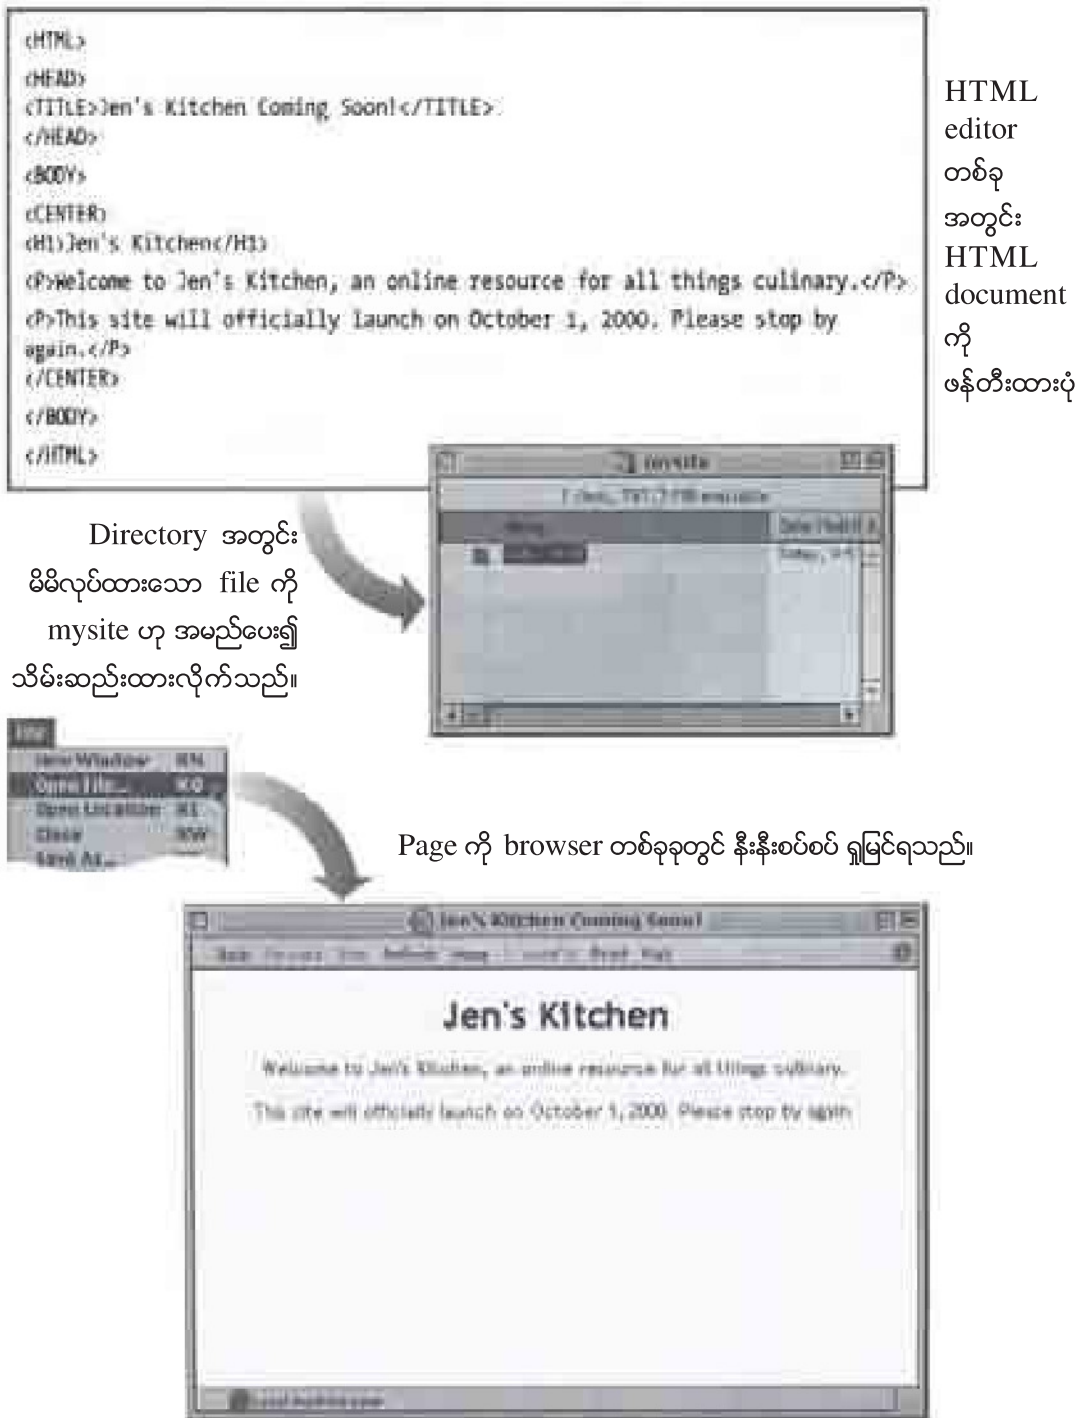 <HTML>
<HEAD>
<TITLE>Jen's Kitchen Coming Soon!</TITLE>
</HEAD>
<BODY>
<CENTER>
<H1>Jen's Kitchen</H1>
<P>Welcome to Jen's Kitchen, an online resource for all things culinary.</P>
<P>This site will officially launch on October 1, 2000. Please stop by
again.</P>
</CENTER>
</BODY>
</HTML>
HTML
editor
တစ်ခု
အတွင်း
HTML
document
ကို
ဖန်တီးထားပုံ
mysite
Directory အတွင်း
မိမိလုပ်ထားသော file ကို
mysite ဟု အမည်ပေး၍
သိမ်းဆည်းထားလိုက်သည်။
New Window ⌘N
Open File... ⌘O
Open Location ⌘L
Close ⌘W
Save As...
Page ကို browser တစ်ခုခုတွင် နီးနီးစပ်စပ် ရှုမြင်ရသည်။
Jen's Kitchen Coming Soon!
Jen's Kitchen
Welcome to Jen's Kitchen, an online resource for all things culinary.
This site will officially launch on October 1, 2000. Please stop by again